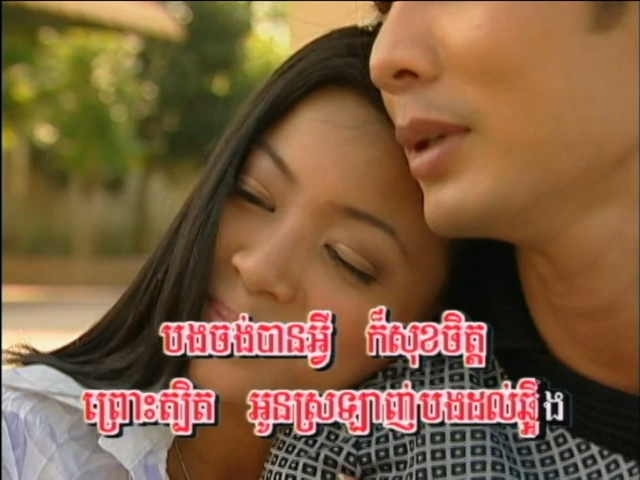 បងចង់បានអ្វី ក៏សុខចិត្ត
ព្រោះត្បិត អូនស្រឡាញ់បងដល់ឆ្អឹង